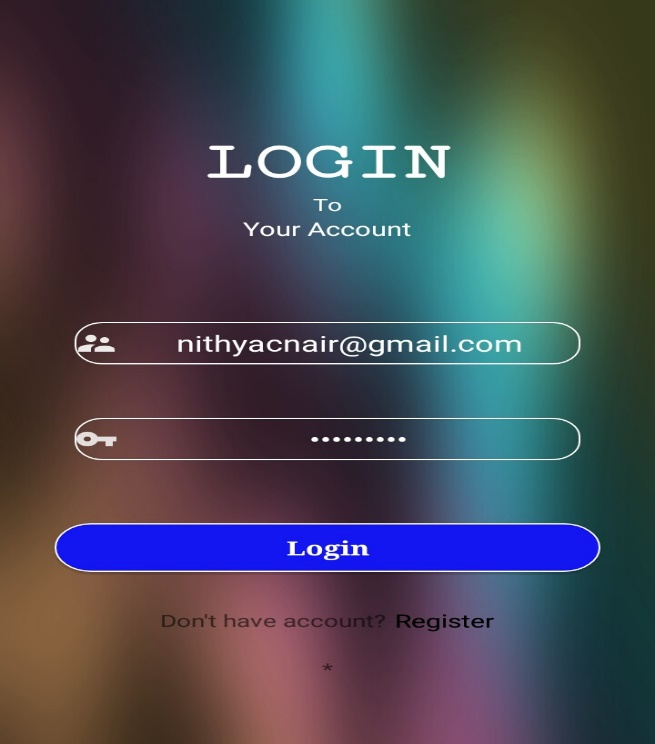 LOGIN
To
Your Account
nithyacnair@gmail.com
•••••••••
Login
Don't have account? Register
*